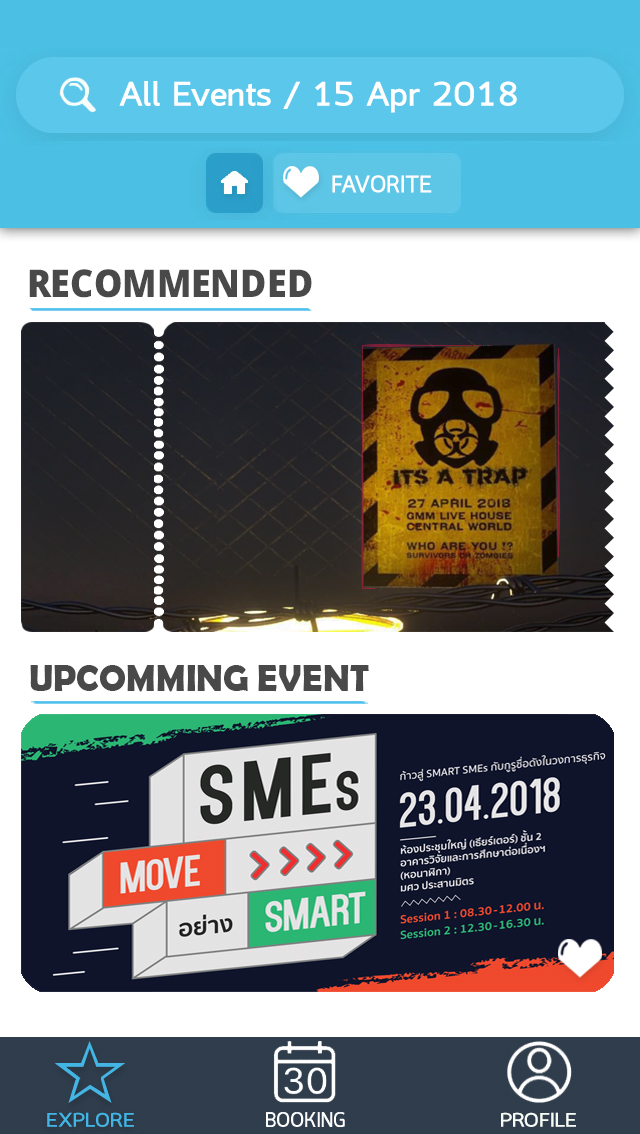 All Events / 15 Apr 2018
FAVORITE
RECOMMENDED
ITS A TRAP
27 APRIL 2018
GMM LIVE HOUSE
CENTRAL WORLD
WHO ARE YOU !?
SURVIVORS OR ZOMBIES
UPCOMMING EVENT
SMEs
MOVE
อย่าง SMART
ก้าวสู่ SMART SMEs กับกูรูชื่อดังในวงการธุรกิจ
23.04.2018
ห้องประชุมใหญ่ (เธียร์เตอร์) ชั้น 2
อาคารวิจัยและการศึกษาต่อเนื่องฯ
(หอนาฬิกา)
มศว ประสานมิตร
Session 1 : 08.30-12.00 น.
Session 2 : 12.30-16.30 น.
30
EXPLORE
BOOKING
PROFILE